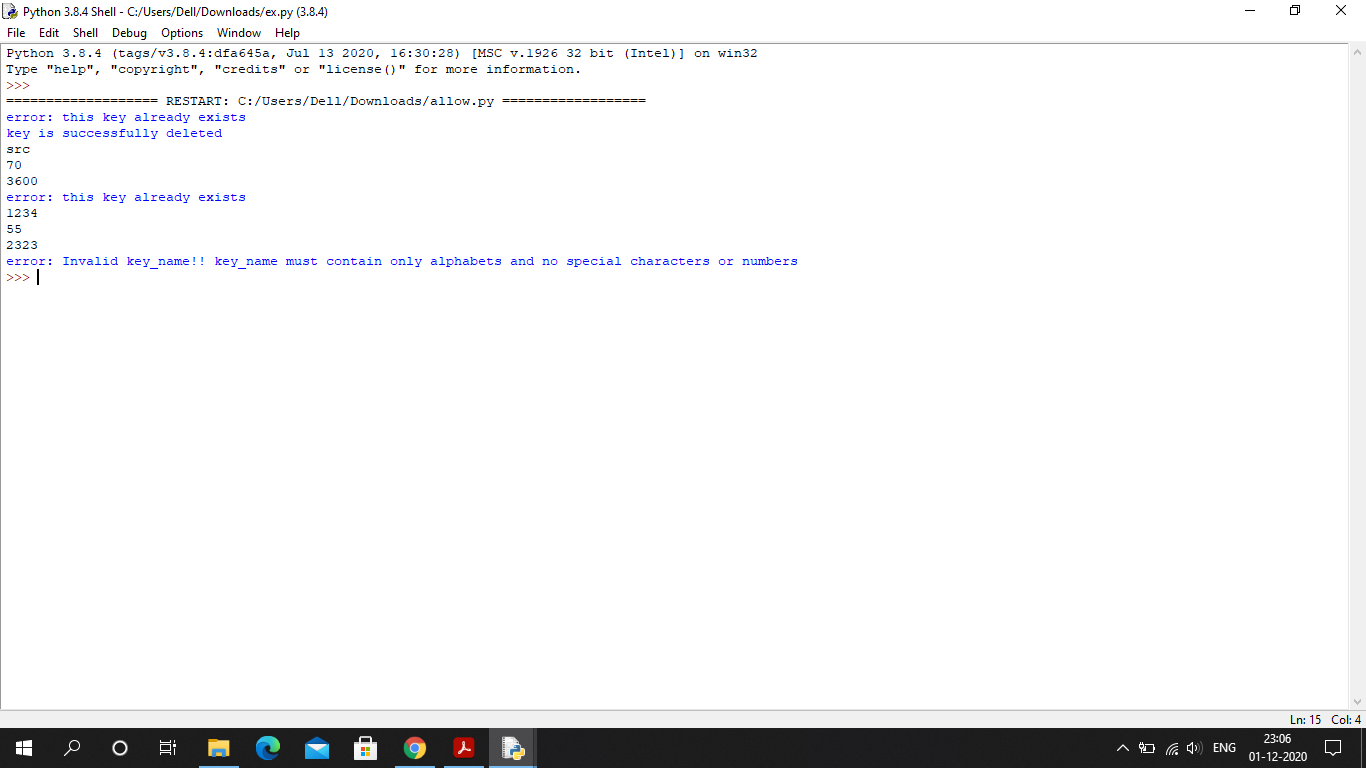 Python 3.8.4 Shell - C:/Users/Dell/Downloads/ex.py (3.8.4)
File Edit Shell Debug Options Window Help
Python 3.8.4 (tags/v3.8.4:dfa645a, Jul 13 2020, 16:30:28) [MSC v.1926 32 bit (Intel)] on win32
Type "help", "copyright", "credits" or "license()" for more information.
>>>
=================== RESTART: C:/Users/Dell/Downloads/allow.py ==================
error: this key already exists
key is successfully deleted
src
70
3600
error: this key already exists
1234
55
2323
error: Invalid key_name!! key_name must contain only alphabets and no special characters or numbers
>>>
Ln: 15 Col: 4
ENG
23:06
01-12-2020